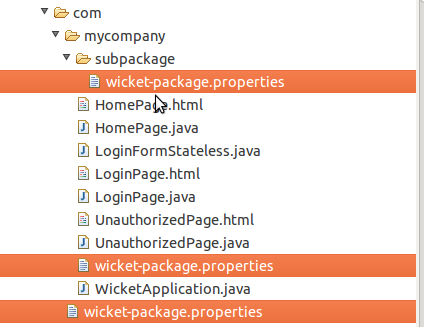 com
mycompany
subpackage
wicket-package.properties
HomePage.html
HomePage.java
LoginFormStateless.java
LoginPage.html
LoginPage.java
UnauthorizedPage.html
UnauthorizedPage.java
wicket-package.properties
WicketApplication.java
wicket-package.properties